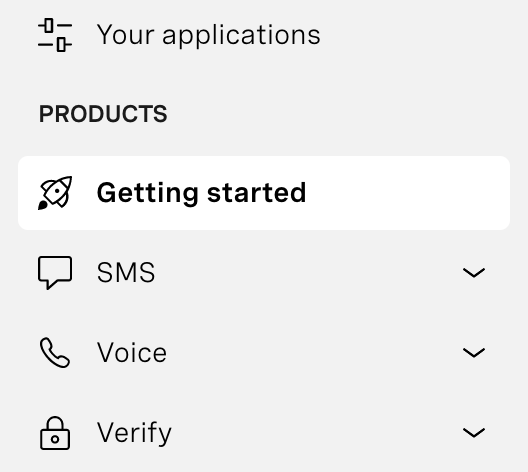 Your applications
PRODUCTS
Getting started
SMS
Voice
Verify